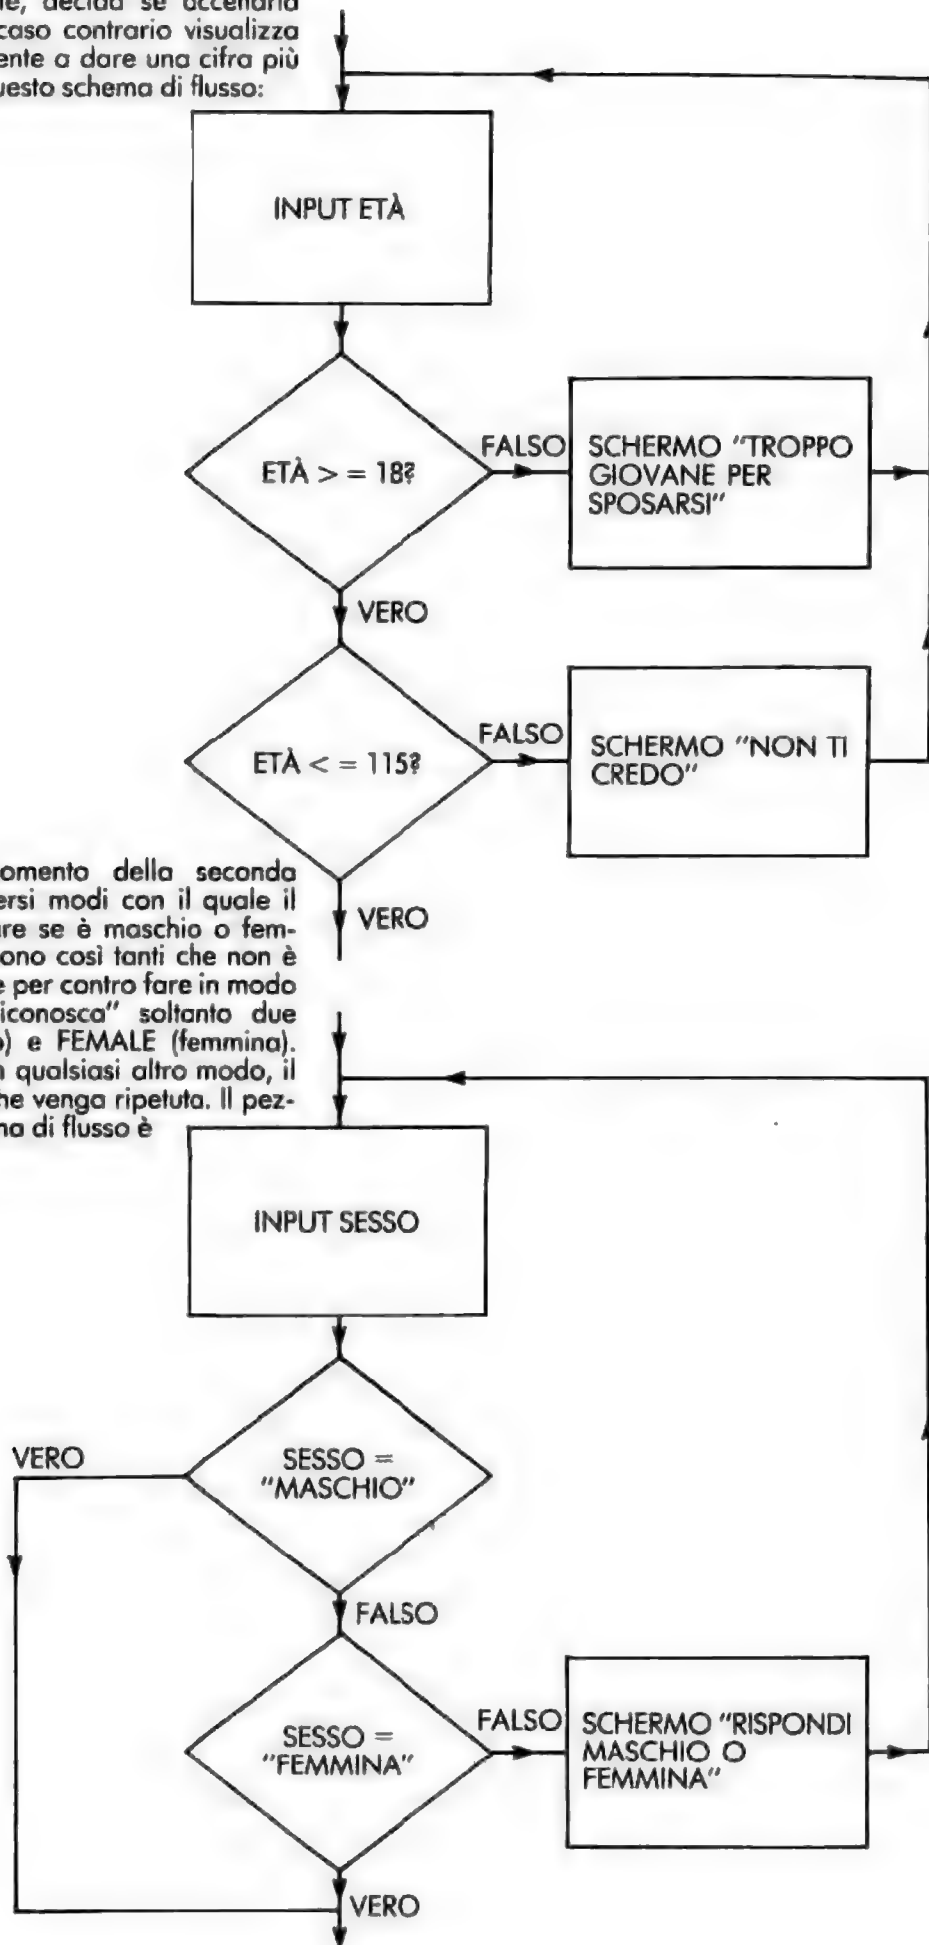 decida se accettarla
caso contrario visualizza
ente a dare una cifra più
uesto schema di flusso:
INPUT ETÀ
ETÀ > = 18?
FALSO
SCHERMO "TROPPO
GIOVANE PER
SPOSARSI"
VERO
ETÀ < = 115?
FALSO
SCHERMO "NON TI
CREDO"
VERO
omento della seconda
ersi modi con il quale il
are se è maschio o fem-
ono così tanti che non è
e per contro fare in modo
iconosca" soltanto due
o) e FEMALE (femmina).
n qualsiasi altro modo, il
he venga ripetuta. Il pez-
na di flusso è
INPUT SESSO
VERO
SESSO =
"MASCHIO"
FALSO
SESSO =
"FEMMINA"
FALSO
SCHERMO "RISPONDI
MASCHIO O
FEMMINA"
VERO